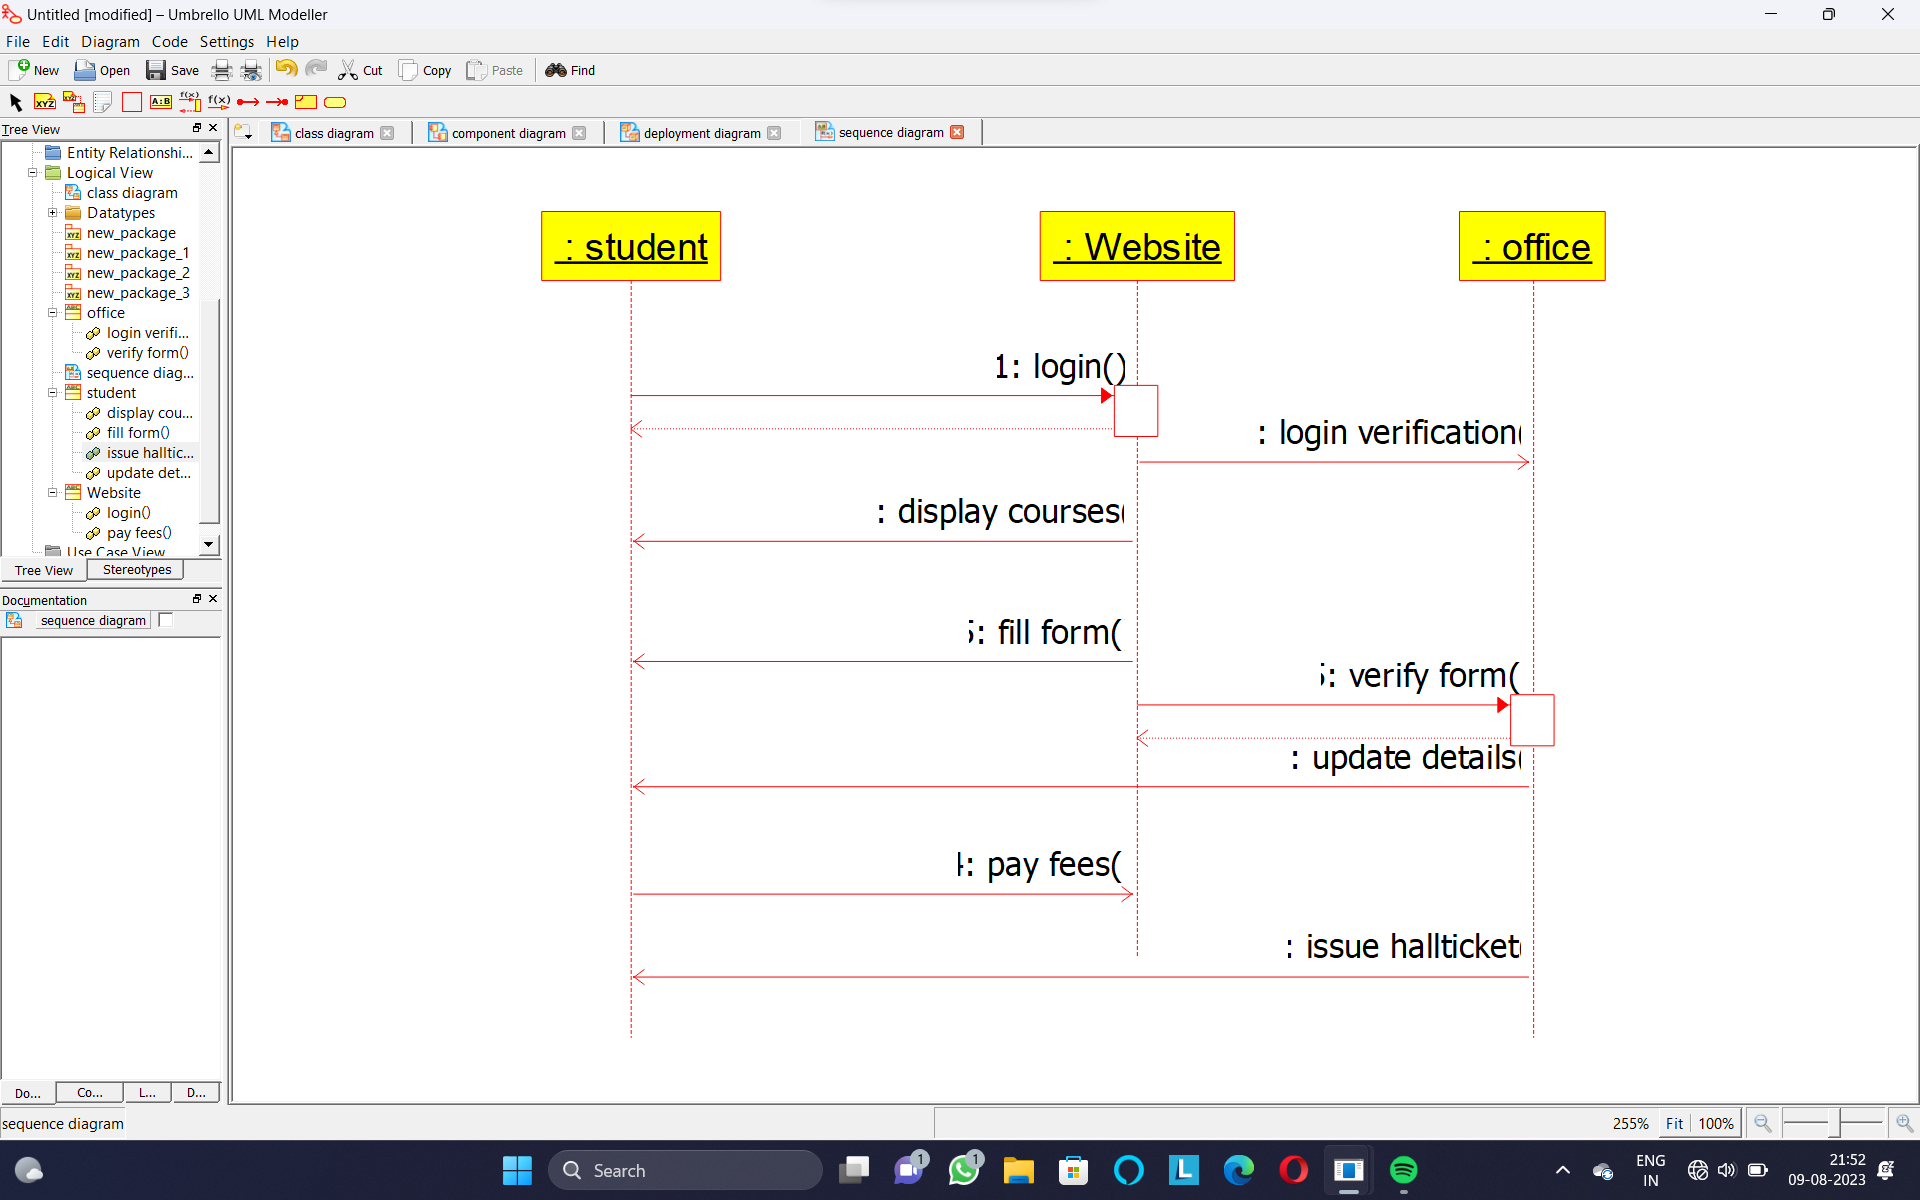 Untitled [modified] – Umbrello UML Modeller
File Edit Diagram Code Settings Help
New Open Save Cut Copy Paste Find
XYZ A:B f(x) f(x)
Tree View
class diagram component diagram deployment diagram sequence diagram
Entity Relationshi...
Logical View
class diagram
Datatypes
new_package
new_package_1
new_package_2
new_package_3
office
login verifi...
verify form()
sequence diag...
student
display cou...
fill form()
issue halltic...
update det...
Website
login()
pay fees()
Use Case View
Tree View Stereotypes
Documentation
sequence diagram
Do... Co... L... D...
: student
: Website
: office
1: login()
: login verification(
: display courses(
: fill form(
: verify form(
: update details(
: pay fees(
: issue hallticket(
sequence diagram
255% Fit 100%
Search
1
1
L
ENG
IN
21:52
09-08-2023